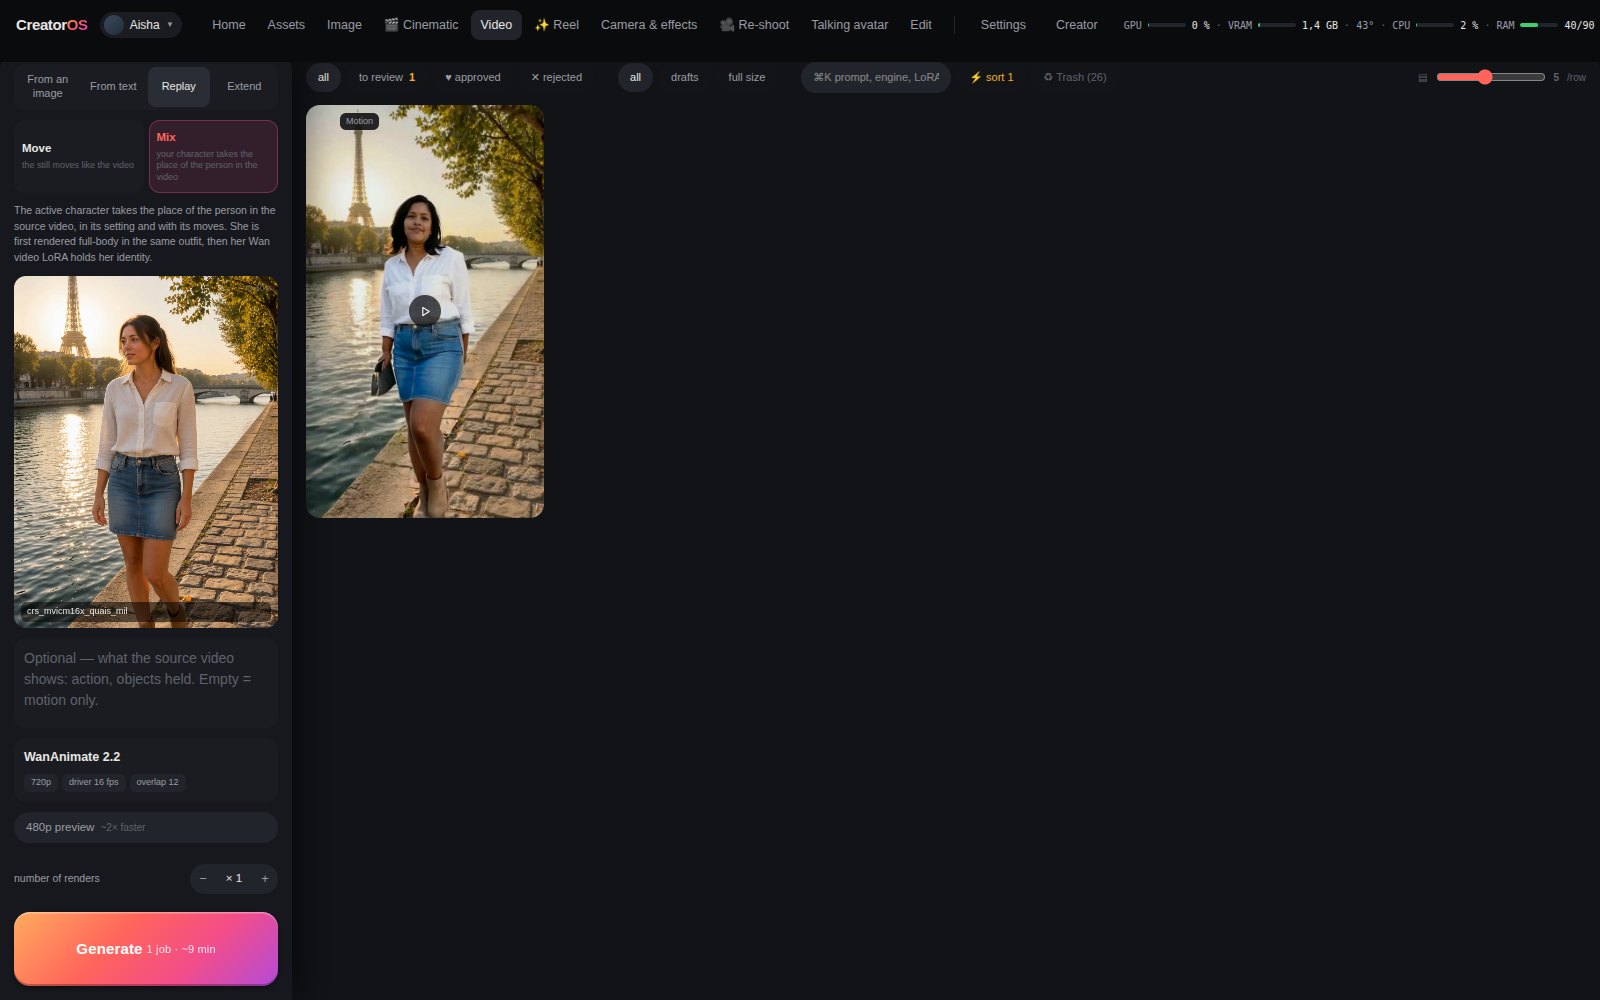 CreatorOS
Aisha ▾
Home
Assets
Image
🎬 Cinematic
Video
✨ Reel
Camera & effects
🎥 Re-shoot
Talking avatar
Edit
Settings
Creator
GPU 0 % · VRAM 1,4 GB · 43° · CPU 2 % · RAM 40/90
From an
image
From text
Replay
Extend
all
to review 1
♥ approved
✕ rejected
all
drafts
full size
⌘K prompt, engine, LoRA
⚡ sort 1
♻ Trash (26)
5 /row
Move
the still moves like the video
Mix
your character takes the
place of the person in the
video
The active character takes the place of the person in the
source video, in its setting and with its moves. She is
first rendered full-body in the same outfit, then her Wan
video LoRA holds her identity.
Motion
crs_mvicm16x_quais_mil
Optional — what the source video
shows: action, objects held. Empty =
motion only.
WanAnimate 2.2
720p
driver 16 fps
overlap 12
480p preview ~2× faster
number of renders
− × 1 +
Generate 1 job · ~9 min